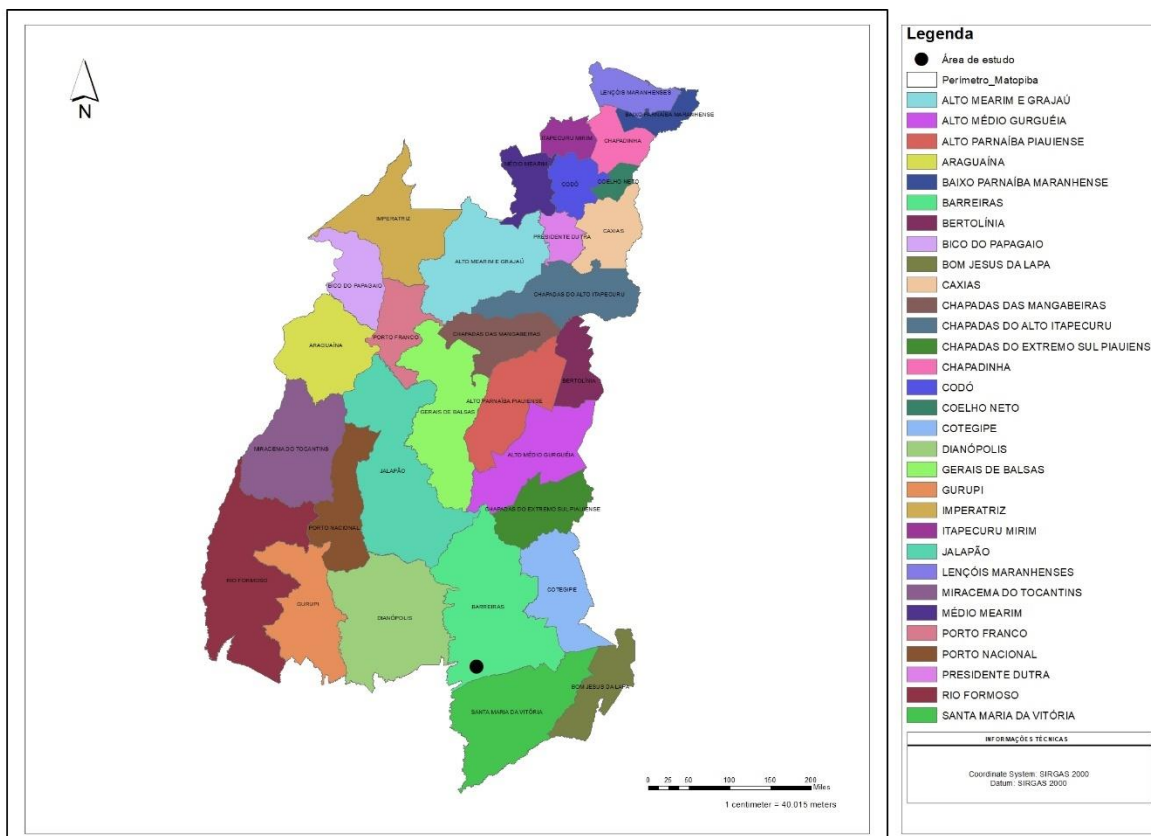 N
LENÇÓIS MARANHENSES
BAIXO PARNAÍBA MARANHENSE
ITAPECURU MIRIM
CHAPADINHA
MÉDIO MEARIM
CODÓ
COELHO NETO
IMPERATRIZ
PRESIDENTE DUTRA
CAXIAS
ALTO MEARIM E GRAJAÚ
BICO DO PAPAGAIO
CHAPADAS DO ALTO ITAPECURU
CHAPADAS DAS MANGABEIRAS
ARAGUAÍNA
PORTO FRANCO
BERTOLÍNIA
ALTO PARNAÍBA PIAUIENSE
GERAIS DE BALSAS
MIRACEMA DO TOCANTINS
ALTO MÉDIO GURGUÉIA
JALAPÃO
CHAPADAS DO EXTREMO SUL PIAUIENSE
PORTO NACIONAL
RIO FORMOSO
COTEGIPE
GURUPI
BARREIRAS
DIANÓPOLIS
BOM JESUS DA LAPA
SANTA MARIA DA VITÓRIA
0 25 50 100 150 200
Miles
1 centimeter = 40.015 meters
Legenda
Área de estudo
Perímetro_Matopiba
ALTO MEARIM E GRAJAÚ
ALTO MÉDIO GURGUÉIA
ALTO PARNAÍBA PIAUIENSE
ARAGUAÍNA
BAIXO PARNAÍBA MARANHENSE
BARREIRAS
BERTOLÍNIA
BICO DO PAPAGAIO
BOM JESUS DA LAPA
CAXIAS
CHAPADAS DAS MANGABEIRAS
CHAPADAS DO ALTO ITAPECURU
CHAPADAS DO EXTREMO SUL PIAUIENS
CHAPADINHA
CODÓ
COELHO NETO
COTEGIPE
DIANÓPOLIS
GERAIS DE BALSAS
GURUPI
IMPERATRIZ
ITAPECURU MIRIM
JALAPÃO
LENÇÓIS MARANHENSES
MIRACEMA DO TOCANTINS
MÉDIO MEARIM
PORTO FRANCO
PORTO NACIONAL
PRESIDENTE DUTRA
RIO FORMOSO
SANTA MARIA DA VITÓRIA
INFORMAÇÕES TÉCNICAS
Coordinate System: SIRGAS 2000
Datum: SIRGAS 2000